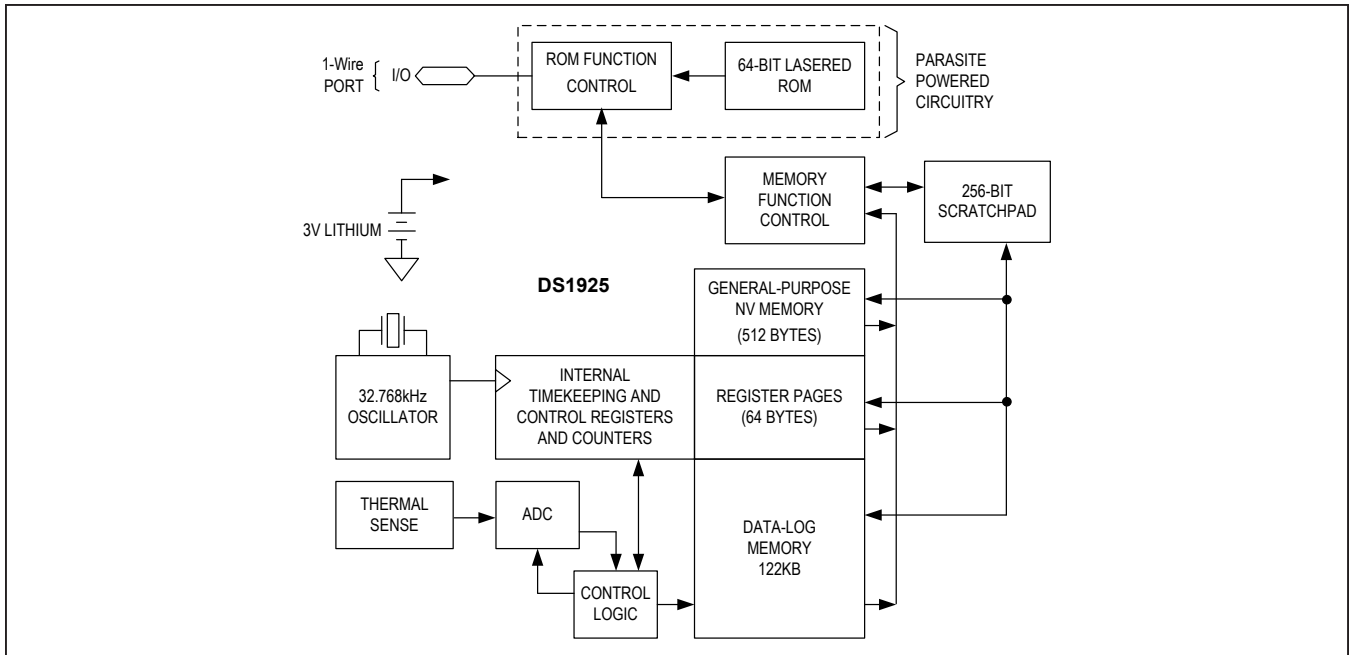 1-Wire
PORT
I/O
ROM FUNCTION
CONTROL
64-BIT LASERED
ROM
PARASITE
POWERED
CIRCUITRY
MEMORY
FUNCTION
CONTROL
256-BIT
SCRATCHPAD
3V LITHIUM
DS1925
GENERAL-PURPOSE
NV MEMORY
(512 BYTES)
32.768kHz
OSCILLATOR
INTERNAL
TIMEKEEPING AND
CONTROL REGISTERS
AND COUNTERS
REGISTER PAGES
(64 BYTES)
THERMAL
SENSE
ADC
DATA-LOG
MEMORY
122KB
CONTROL
LOGIC